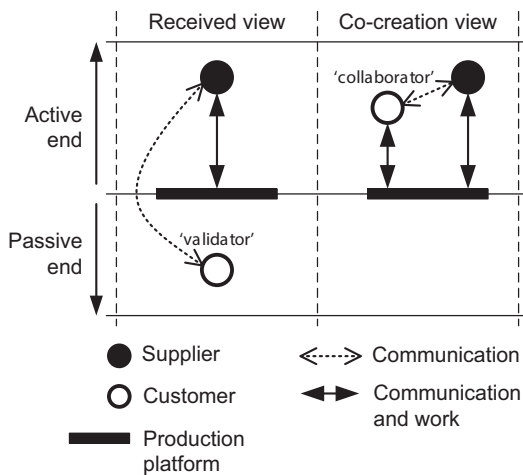 Received view
Co-creation view
'collaborator'
Active
end
Passive
end
'validator'
Supplier
Communication
Customer
Communication
and work
Production
platform